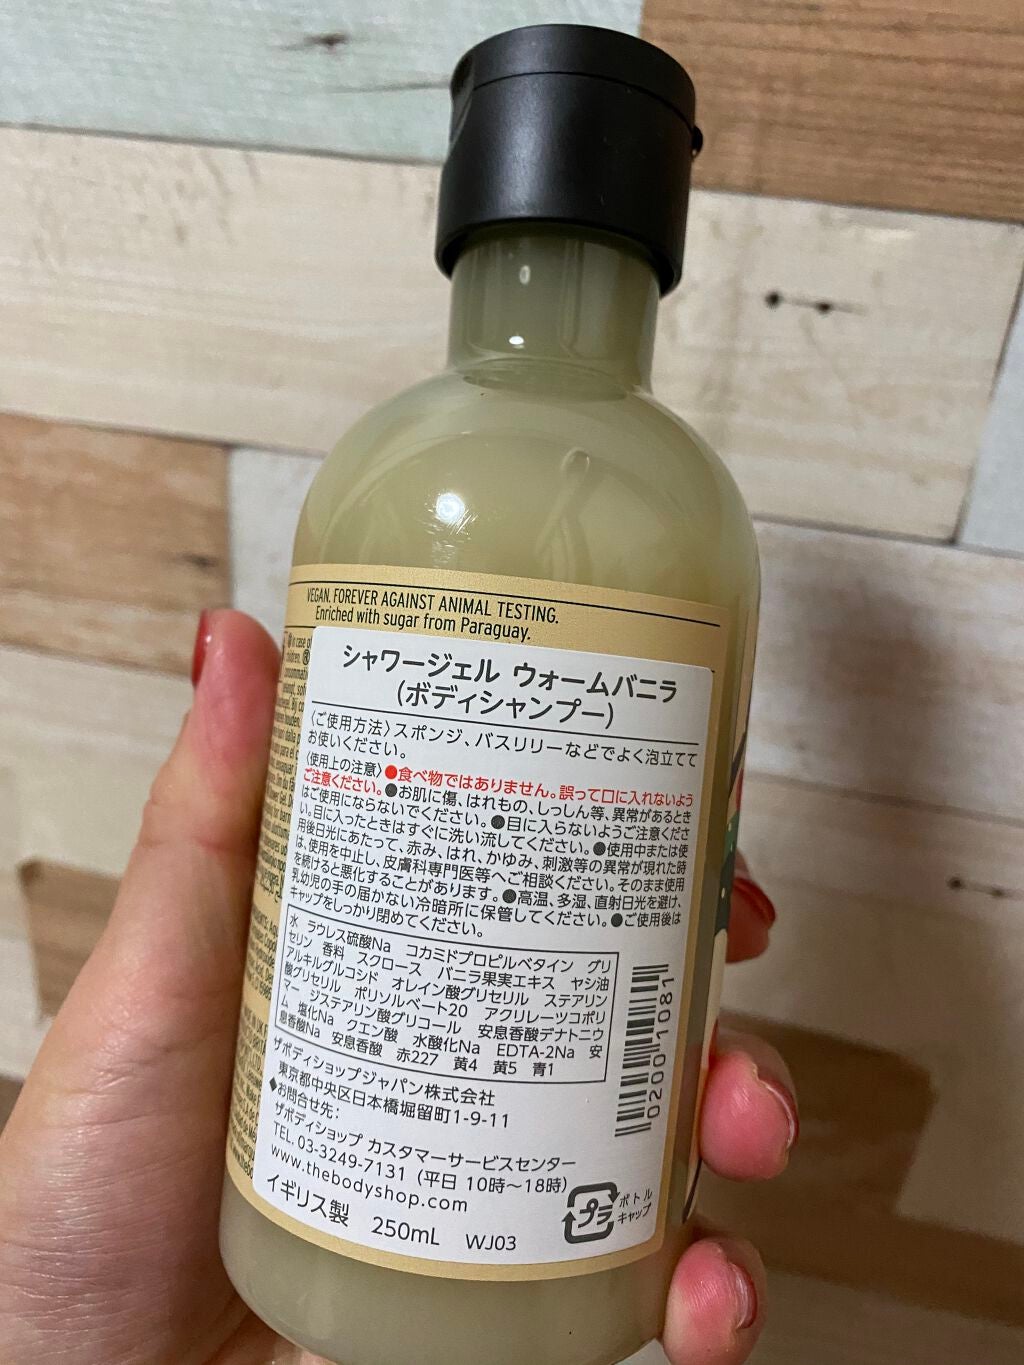 VEGAN. FOREVER AGAINST ANIMAL TESTING.
Enriched with sugar from Paraguay.
シャワージェル ウォームバニラ
(ボディシャンプー)
〈ご使用方法〉スポンジ、バスリリーなどでよく泡立てて
お使いください。
〈使用上の注意〉●食べ物ではありません。誤って口に入れないよう
ご注意ください。●お肌に傷、はれもの、しっしん等、異常があるとき
はご使用にならないでください。●目に入らないようご注意くださ
い。目に入ったときはすぐに洗い流してください。●使用中または使
用後日光にあたって、赤み、はれ、かゆみ、刺激等の異常が現れた時
は、使用を中止し、皮膚科専門医等へご相談ください。そのまま使用
を続けると悪化することがあります。●高温、多湿、直射日光を避け、
乳幼児の手の届かない冷暗所に保管してください。●ご使用後は
キャップをしっかり閉めてください。
水 ラウレス硫酸Na コカミドプロピルベタイン グリ
セリン 香料 スクロース バニラ果実エキス ヤシ油
アルキルグルコシド オレイン酸グリセリル ステアリン
酸グリセリル ポリソルベート20 アクリレーツコポリ
マー ジステアリン酸グリコール 安息香酸デナトニウ
ム 塩化Na クエン酸 水酸化Na EDTA-2Na 安
息香酸Na 安息香酸 赤227 黄4 黄5 青1
02001081
ザボディショップジャパン株式会社
東京都中央区日本橋堀留町1-9-11
◆お問合せ先:
ザボディショップ カスタマーサービスセンター
TEL. 03-3249-7131 (平日 10時〜18時)
www.thebodyshop.com
イギリス製 250mL WJ03
プラ
ボトル
キャップ